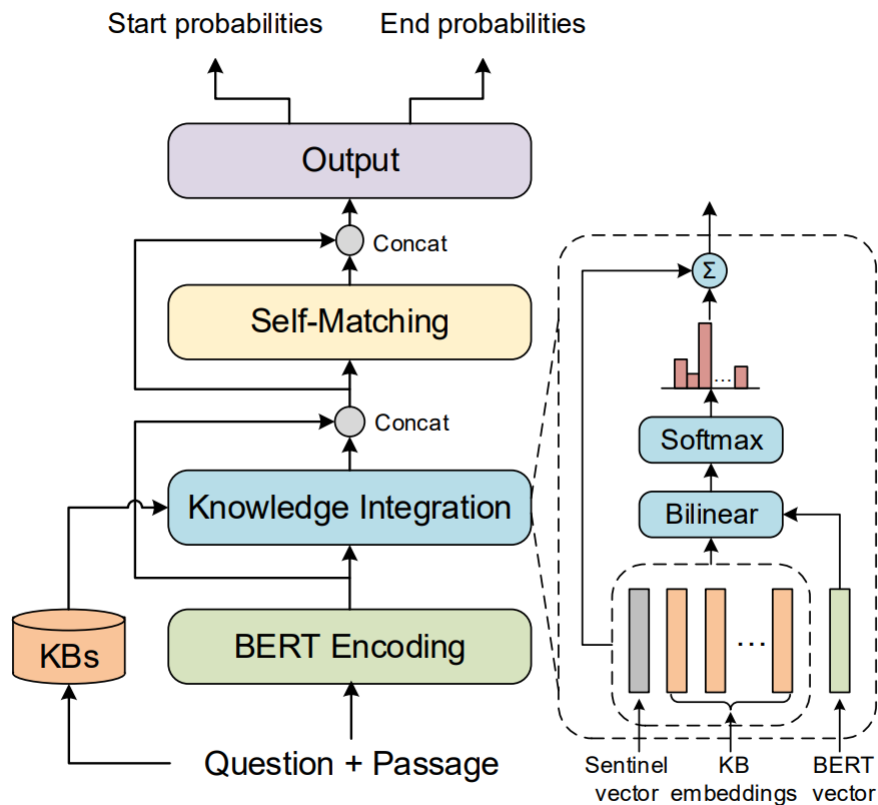 Start probabilities
End probabilities
Output
Concat
Self-Matching
Concat
Knowledge Integration
BERT Encoding
KBs
Question + Passage
Σ
...
Softmax
Bilinear
...
Sentinel
vector
KB
embeddings
BERT
vector